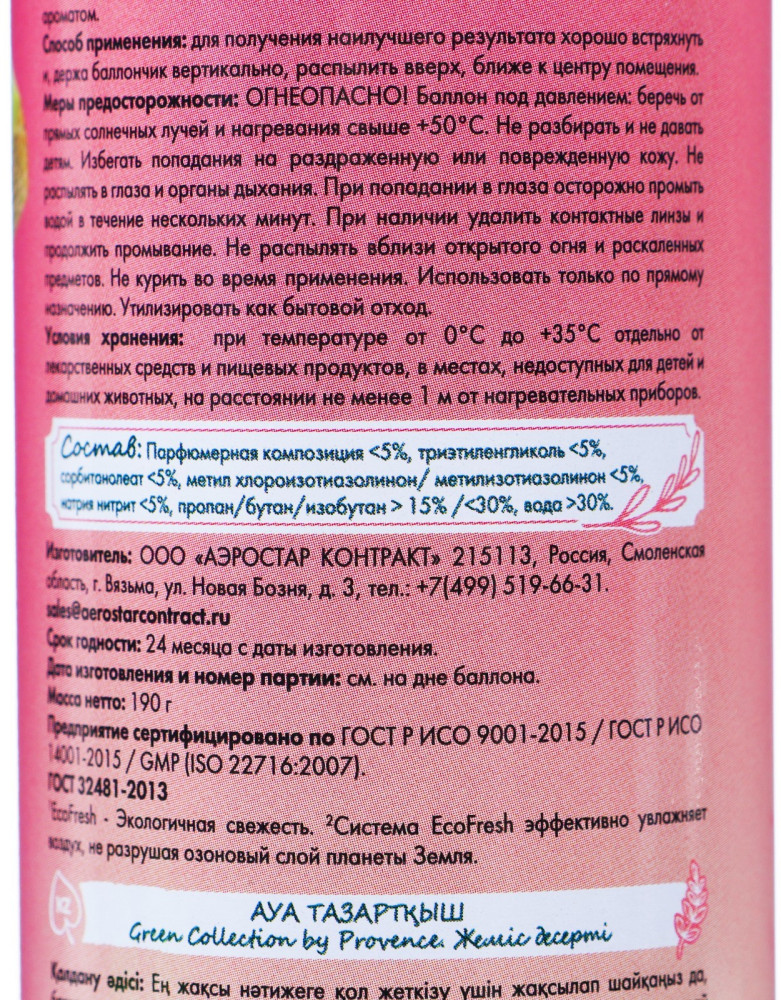 ароматом.
Способ применения: для получения наилучшего результата хорошо встряхнуть
и, держа баллончик вертикально, распылить вверх, ближе к центру помещения.
Меры предосторожности: ОГНЕОПАСНО! Баллон под давлением: беречь от
прямых солнечных лучей и нагревания свыше +50°С. Не разбирать и не давать
детям. Избегать попадания на раздраженную или поврежденную кожу. Не
распылять в глаза и органы дыхания. При попадании в глаза осторожно промыть
водой в течение нескольких минут. При наличии удалить контактные линзы и
продолжить промывание. Не распылять вблизи открытого огня и раскаленных
предметов. Не курить во время применения. Использовать только по прямому
назначению. Утилизировать как бытовой отход.
Условия хранения: при температуре от 0°С до +35°С отдельно от
лекарственных средств и пищевых продуктов, в местах, недоступных для детей и
домашних животных, на расстоянии не менее 1 м от нагревательных приборов.
Состав: Парфюмерная композиция <5%, триэтиленгликоль <5%,
сорбитанолеат <5%, метил хлороизотиазолинон/ метилизотиазолинон <5%,
натрия нитрит <5%, пропан/бутан/изобутан > 15% /<30%, вода >30%.
Изготовитель: ООО «АЭРОСТАР КОНТРАКТ» 215113, Россия, Смоленская
область, г. Вязьма, ул. Новая Бозня, д. 3, тел.: +7(499) 519-66-31.
sales@aerostarcontract.ru
Срок годности: 24 месяца с даты изготовления.
Дата изготовления и номер партии: см. на дне баллона.
Масса нетто: 190 г
Предприятие сертифицировано по ГОСТ Р ИСО 9001-2015 / ГОСТ Р ИСО
14001-2015 / GMP (ISO 22716:2007).
ГОСТ 32481-2013
¹EcoFresh - Экологичная свежесть. ²Система EcoFresh эффективно увлажняет
воздух, не разрушая озоновый слой планеты Земля.
KZ
АУА ТАЗАРТҚЫШ
Green Collection by Provence. Жеміс десерті
Қолдану әдісі: Ең жақсы нәтижеге қол жеткізу үшін жақсылап шайқаңыз да,